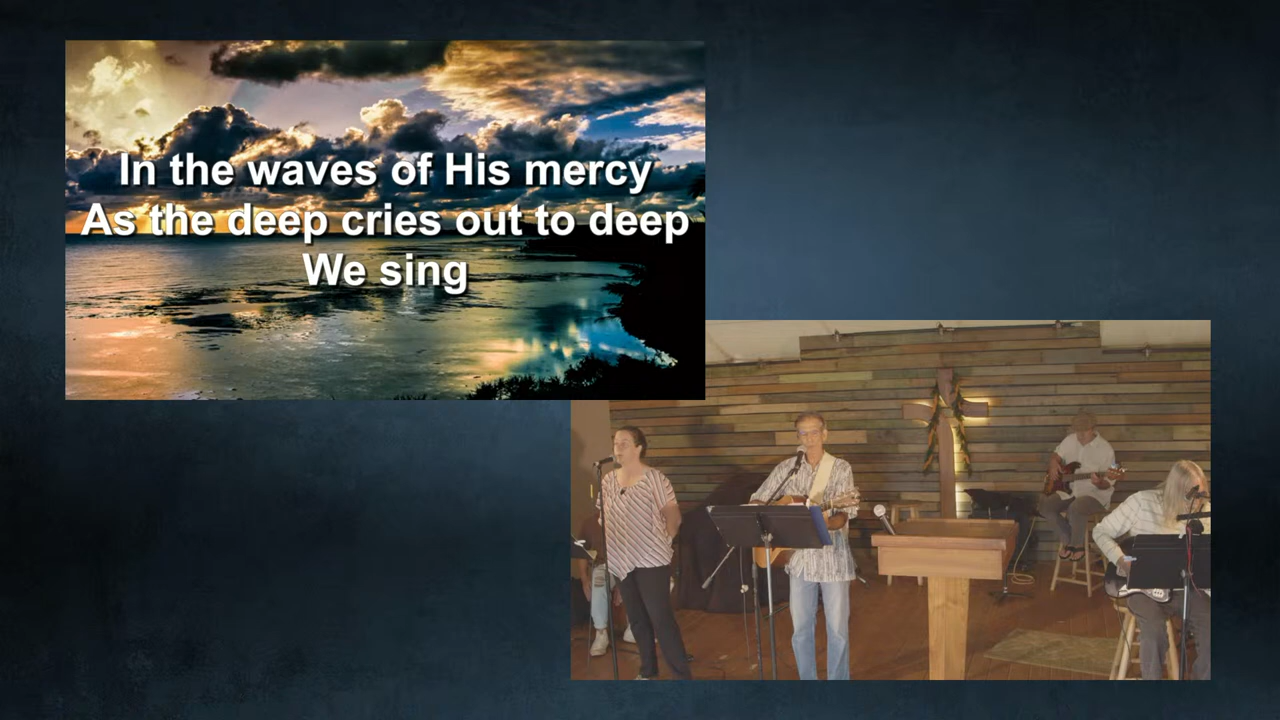 In the waves of His mercy
As the deep cries out to deep
We sing